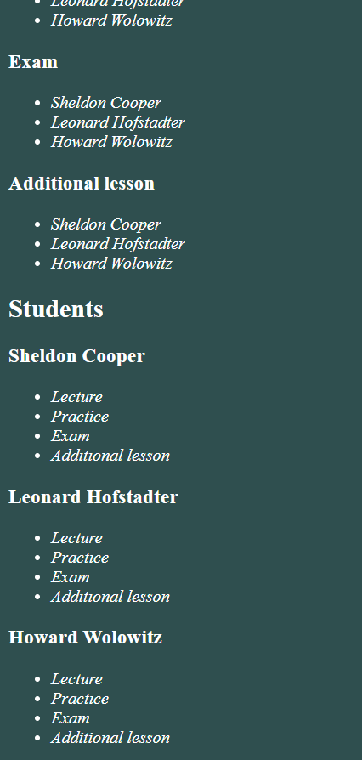 Leonard Hofstadter
Howard Wolowitz
Exam
Sheldon Cooper
Leonard Hofstadter
Howard Wolowitz
Additional lesson
Sheldon Cooper
Leonard Hofstadter
Howard Wolowitz
Students
Sheldon Cooper
Lecture
Practice
Exam
Additional lesson
Leonard Hofstadter
Lecture
Practice
Exam
Additional lesson
Howard Wolowitz
Lecture
Practice
Exam
Additional lesson